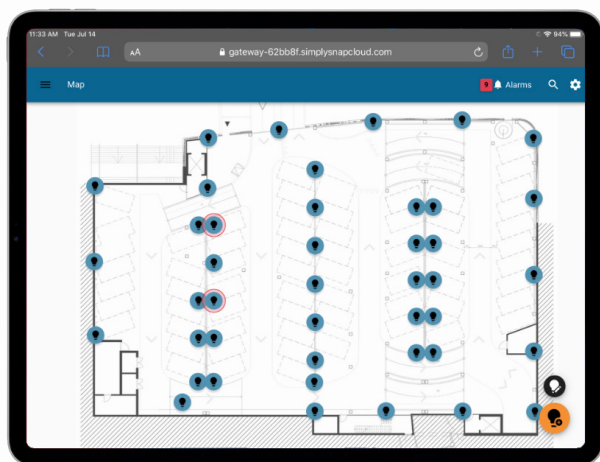 11:33 AM Tue Jul 14
94%
AA
gateway-62bb8f.simplysnapcloud.com
Map
9
Alarms